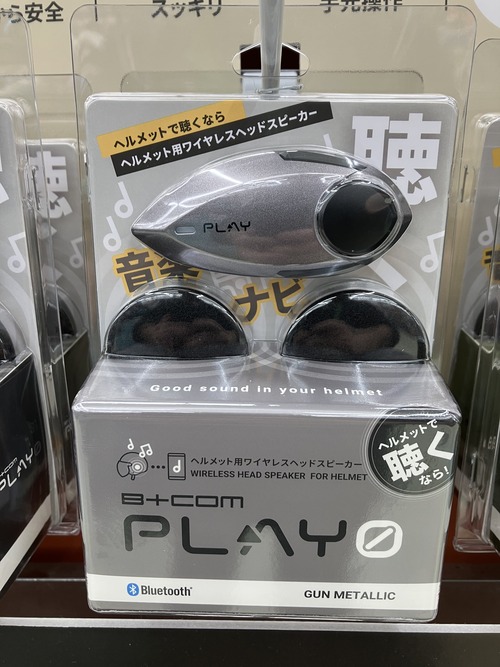 ら安全
スッキリ
手元操作
ヘルメットで聴くなら
ヘルメット用ワイヤレスヘッドスピーカー
聴く
PLAY
音楽
ナビ
Good sound in your helmet
ヘルメット用ワイヤレスヘッドスピーカー
WIRELESS HEAD SPEAKER FOR HELMET
ヘルメットで
聴く
なら!
B+COM
PLAY0
Bluetooth®
GUN METALLIC